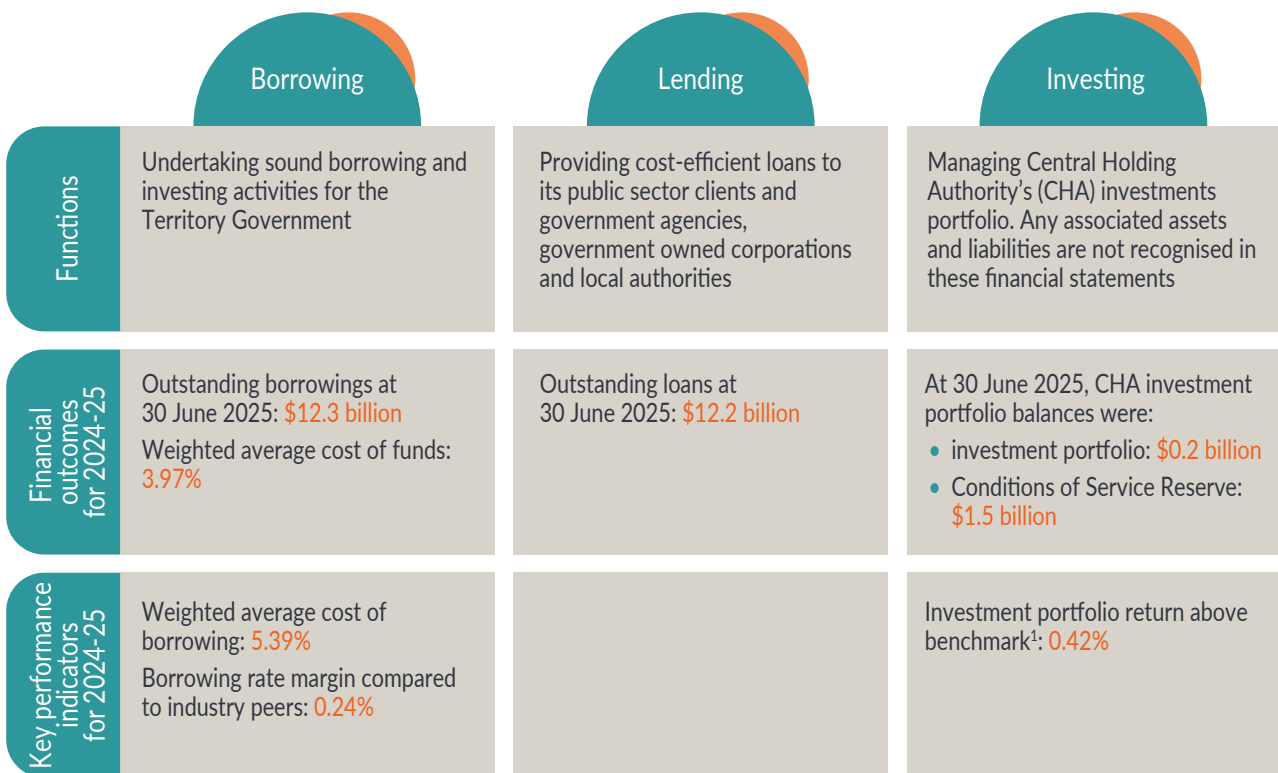 Borrowing
Lending
Investing
Functions
Undertaking sound borrowing and
investing activities for the
Territory Government
Providing cost-efficient loans to
its public sector clients and
government agencies,
government owned corporations
and local authorities
Managing Central Holding
Authority’s (CHA) investments
portfolio. Any associated assets
and liabilities are not recognised in
these financial statements
Financial
outcomes
for 2024-25
Outstanding borrowings at
30 June 2025: $12.3 billion
Weighted average cost of funds:
3.97%
Outstanding loans at
30 June 2025: $12.2 billion
At 30 June 2025, CHA investment
portfolio balances were:
• investment portfolio: $0.2 billion
• Conditions of Service Reserve:
$1.5 billion
Key performance
indicators
for 2024-25
Weighted average cost of
borrowing: 5.39%
Borrowing rate margin compared
to industry peers: 0.24%
Investment portfolio return above
benchmark¹: 0.42%